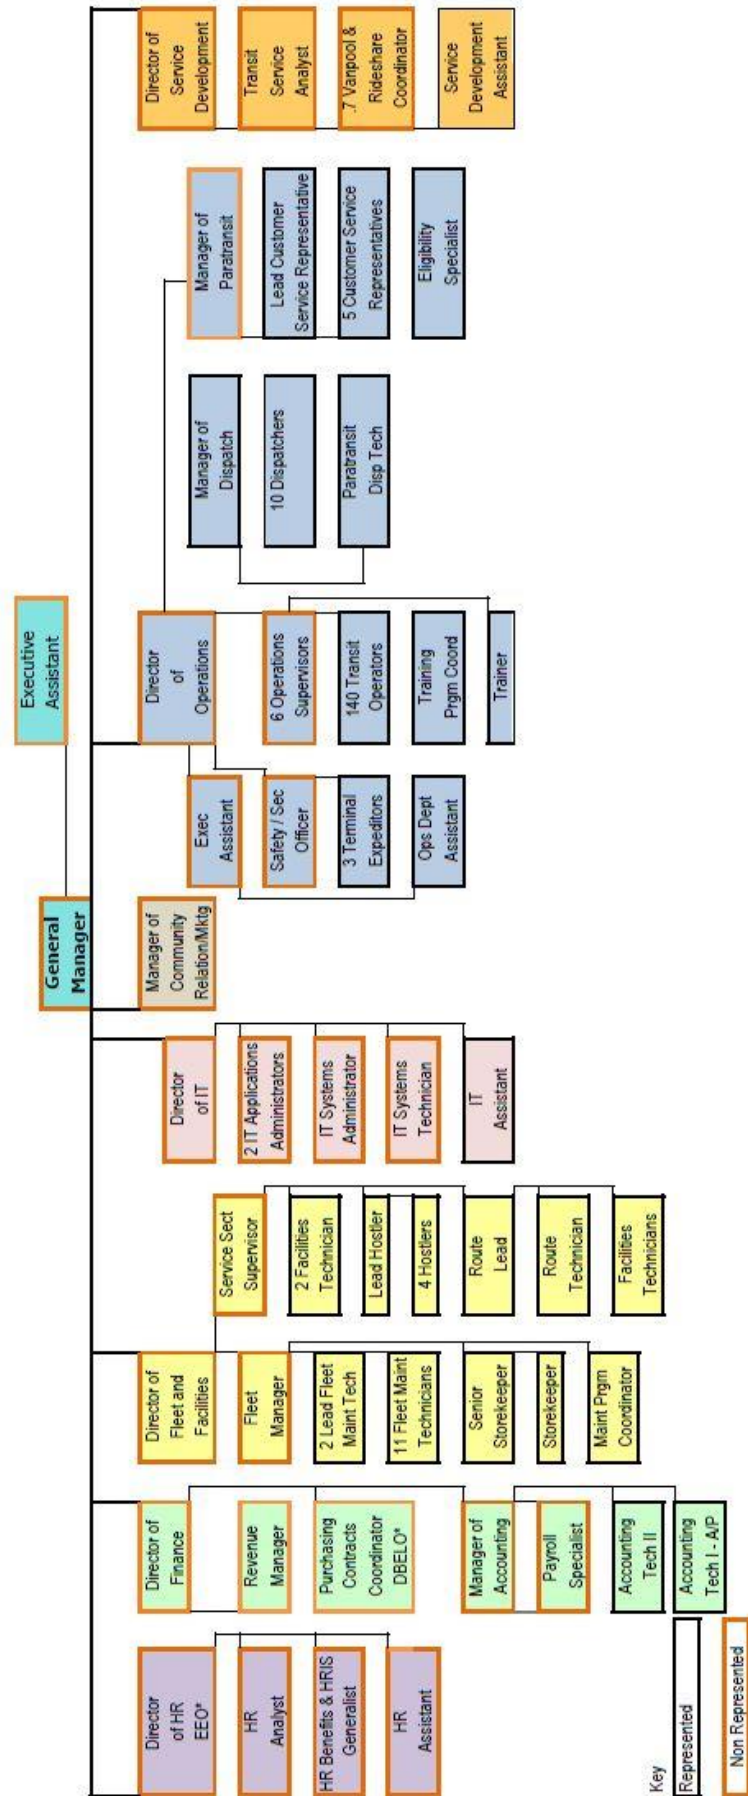 Executive
Assistant
General
Manager
Director
of HR
EEO*
HR
Analyst
HR Benefits & HRIS
Generalist
HR
Assistant
Director of
Finance
Revenue
Manager
Purchasing
Contracts
Coordinator
DBELO*
Manager of
Accounting
Payroll
Specialist
Accounting
Tech II
Accounting
Tech I - A/P
Director of
Fleet and
Facilities
Fleet
Manager
2 Lead Fleet
Maint Tech
11 Fleet Maint
Technicians
Senior
Storekeeper
Storekeeper
Maint Prgm
Coordinator
Service Sect
Supervisor
2 Facilities
Technician
Lead Hostler
4 Hostlers
Route
Lead
Route
Technician
Facilities
Technicians
Director
of IT
2 IT Applications
Administrators
IT Systems
Administrator
IT Systems
Technician
IT
Assistant
Manager of
Community
Relation/Mktg
Exec
Assistant
Safety / Sec
Officer
3 Terminal
Expeditors
Ops Dept
Assistant
Director
of
Operations
6 Operations
Supervisors
140 Transit
Operators
Training
Prgm Coord
Trainer
Manager of
Dispatch
10 Dispatchers
Paratransit
Disp Tech
Manager of
Paratransit
Lead Customer
Service Representative
5 Customer Service
Representatives
Eligibility
Specialist
Director of
Service
Development
Transit
Service
Analyst
.7 Vanpool &
Rideshare
Coordinator
Service
Development
Assistant
Key
Represented
Non Represented